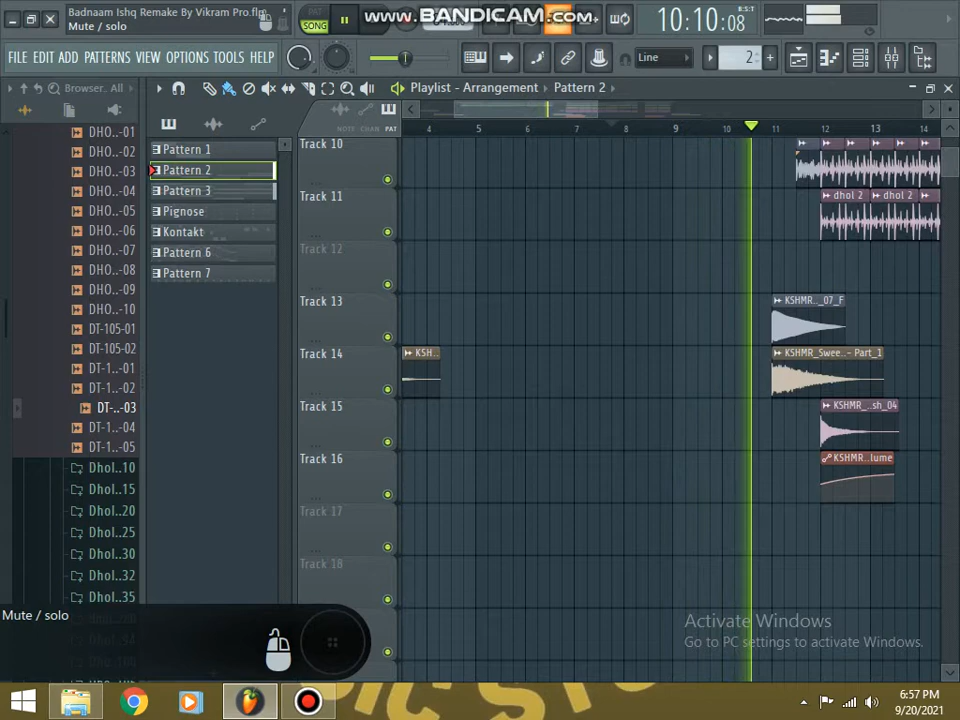 Badnaam Ishq Remake By Vikram Pro.flp
Mute / solo
SONG
WWW.BANDICAM.COM
10:10:08
FILE EDIT ADD PATTERNS VIEW OPTIONS TOOLS HELP
Line
2
Browser.. All
Playlist - Arrangement
Pattern 2
NOTE CHAN PAT
4 5 6 7 8 9 10 11 12 13 14
DHO..-01
DHO..-02
DHO..-03
DHO..-04
DHO..-05
DHO..-06
DHO..-07
DHO..-08
DHO..-09
DHO..-10
DT-105-01
DT-105-02
DT-1..-01
DT-1..-02
DT-..-03
DT-1..-04
DT-1..-05
Dhol..10
Dhol..15
Dhol..20
Dhol..25
Dhol..30
Dhol..32
Dhol..35
Pattern 1
Pattern 2
Pattern 3
Pignose
Kontakt
Pattern 6
Pattern 7
Track 10
Track 11
dhol 2 dhol 2
Track 12
Track 13
KSHMR.._07_F
Track 14
KSH..
KSHMR_Swee..– Part_1
Track 15
KSHMR_...sh_04
Track 16
KSHMR...lume
Track 17
Track 18
Mute / solo
Activate Windows
Go to PC settings to activate Windows.
6:57 PM
9/20/2021